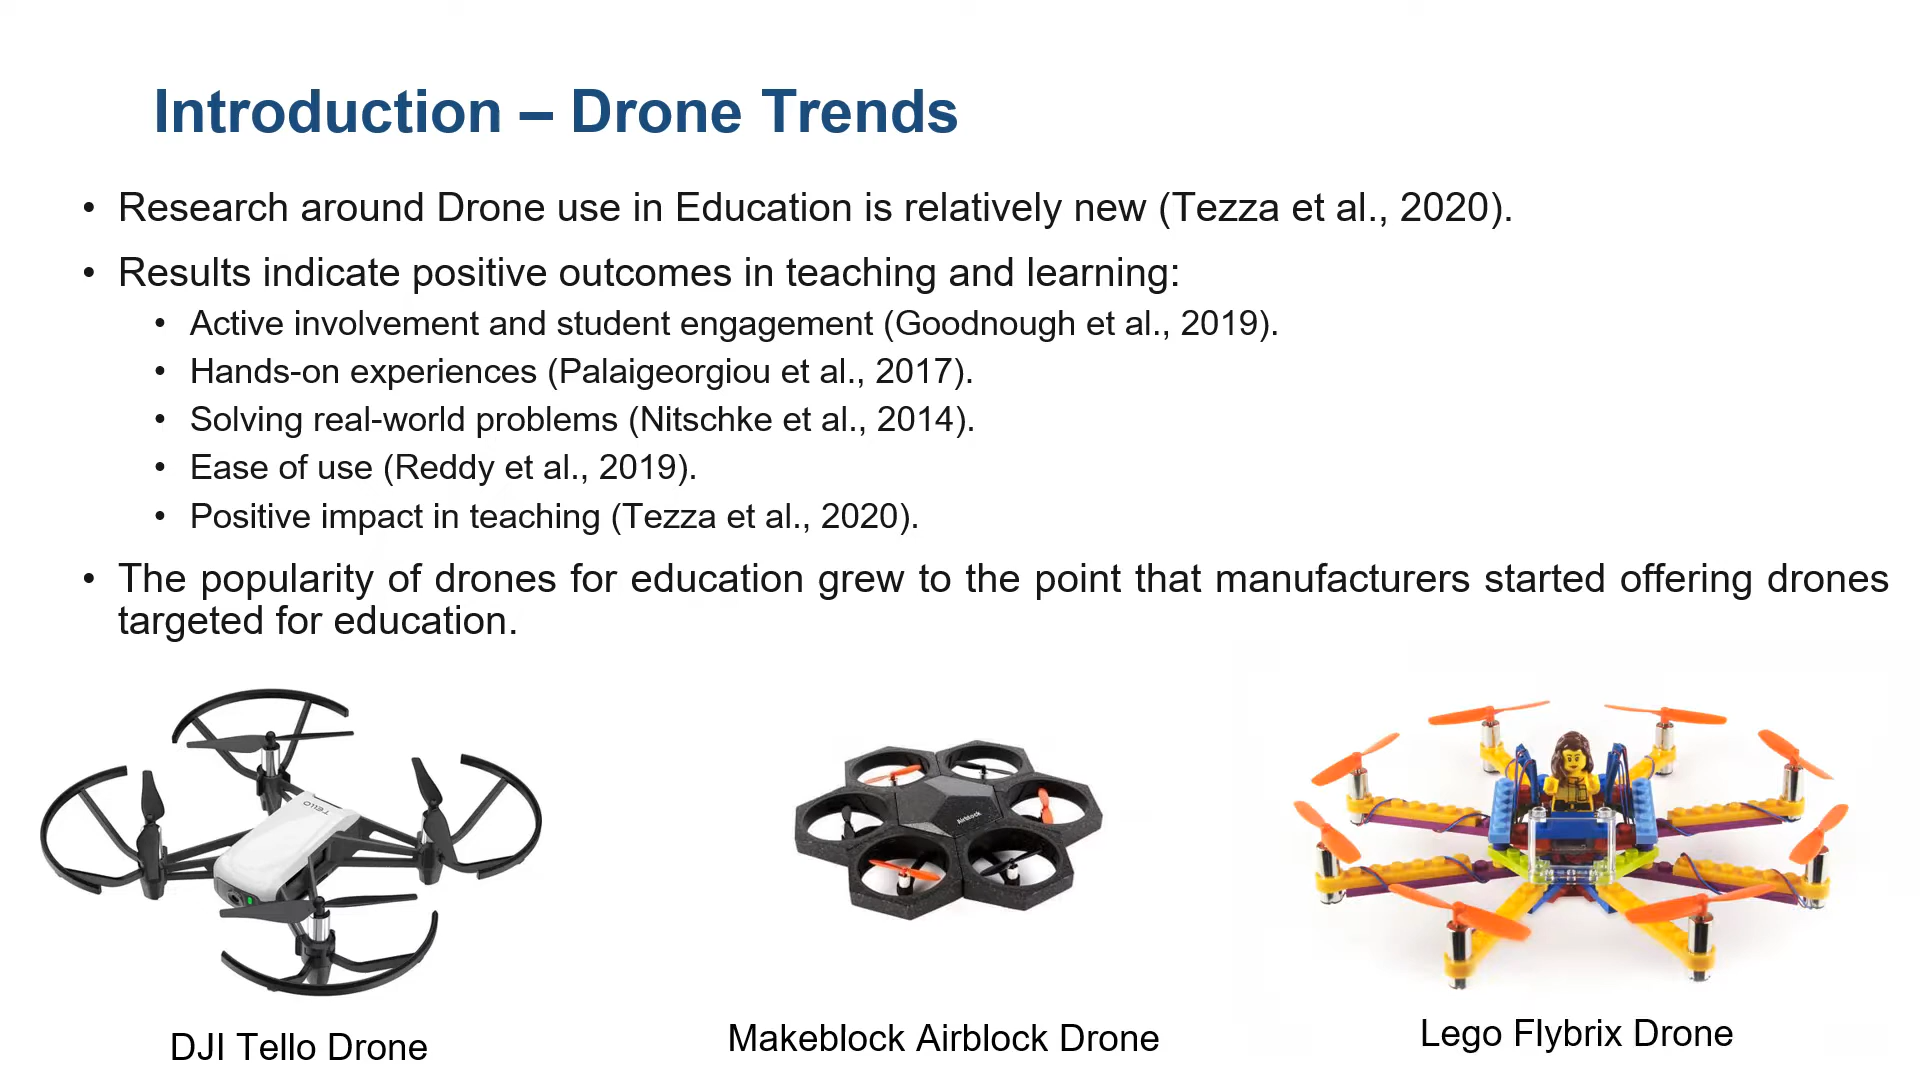 Introduction – Drone Trends
• Research around Drone use in Education is relatively new (Tezza et al., 2020).
• Results indicate positive outcomes in teaching and learning:
• Active involvement and student engagement (Goodnough et al., 2019).
• Hands-on experiences (Palaigeorgiou et al., 2017).
• Solving real-world problems (Nitschke et al., 2014).
• Ease of use (Reddy et al., 2019).
• Positive impact in teaching (Tezza et al., 2020).
• The popularity of drones for education grew to the point that manufacturers started offering drones
targeted for education.
TELLO
Airblock
DJI Tello Drone
Makeblock Airblock Drone
Lego Flybrix Drone